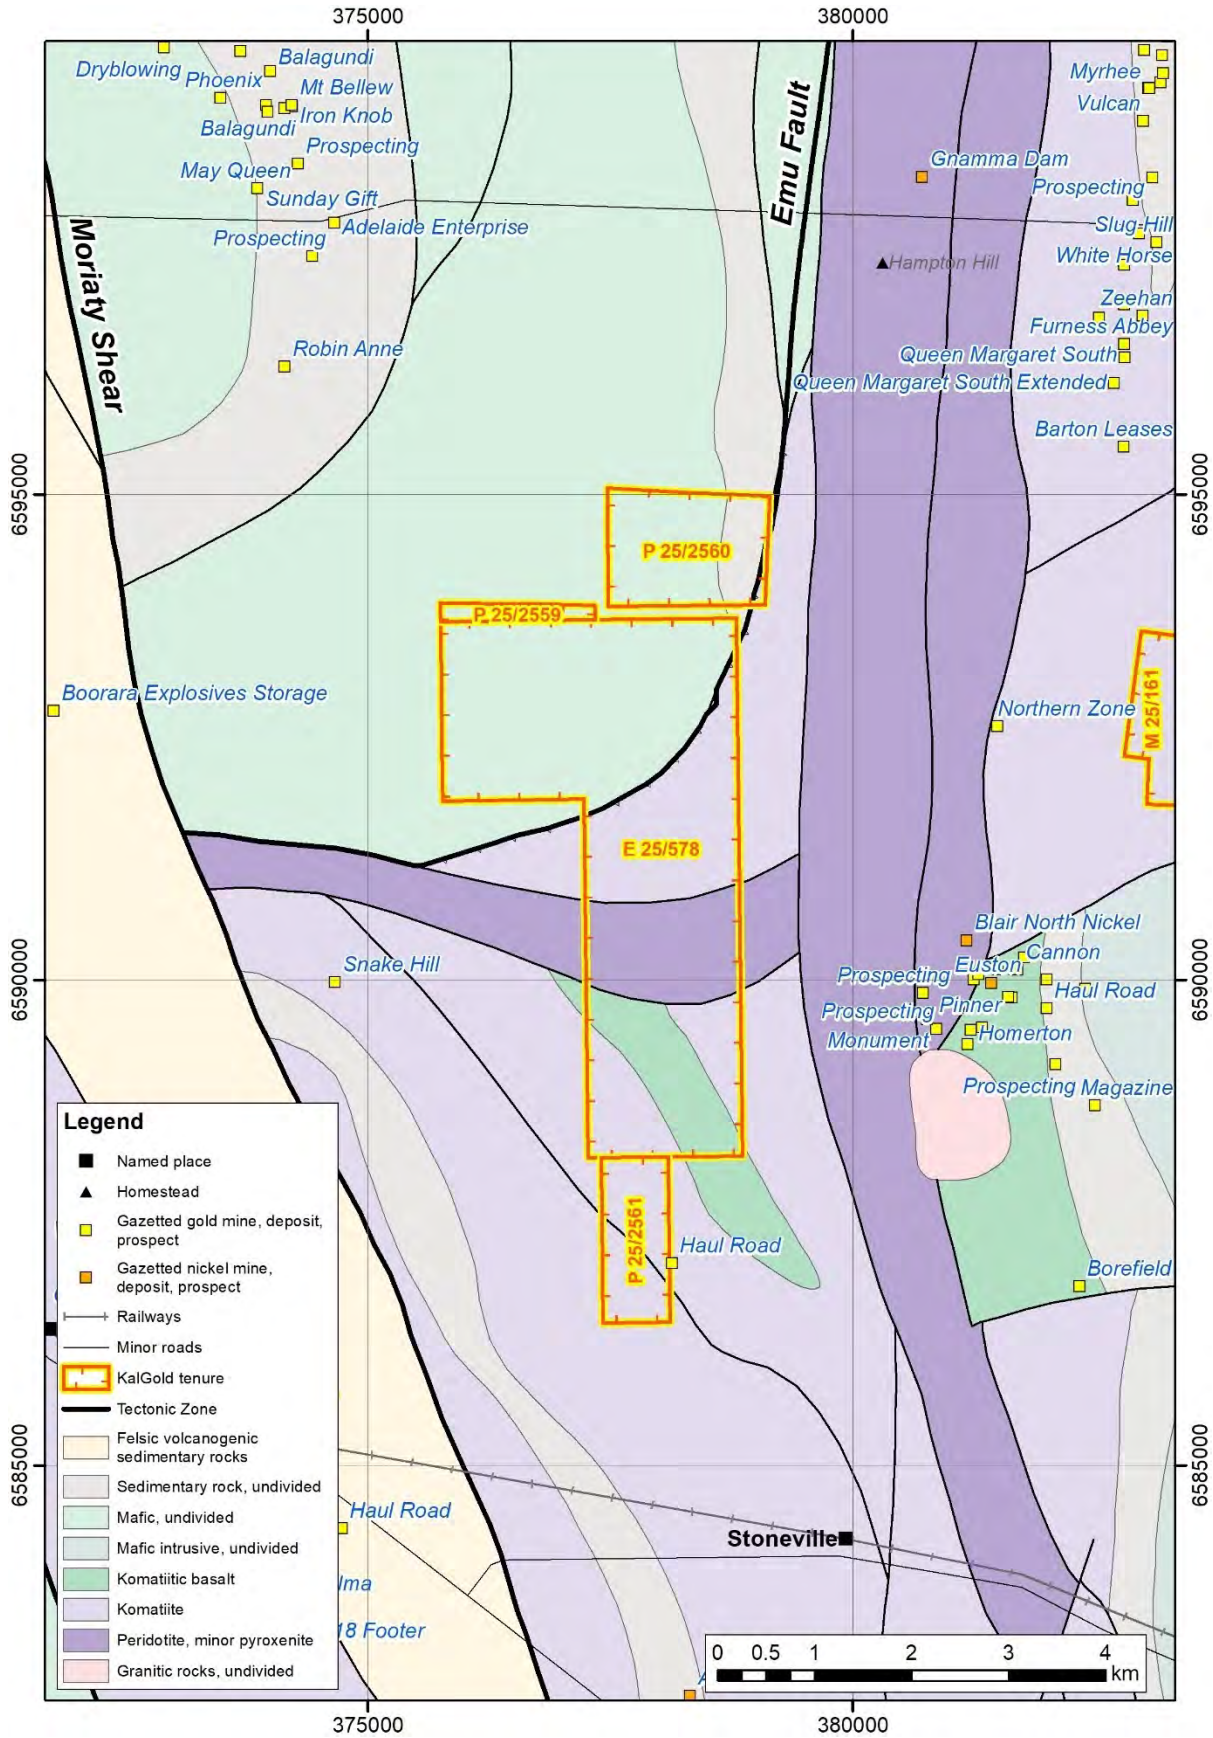 375000
380000
Dryblowing
Balagundi
Phoenix
Mt Bellew
Iron Knob
Balagundi
Prospecting
May Queen
Sunday Gift
Adelaide Enterprise
Prospecting
Robin Anne
Moriaty Shear
Emu Fault
Myrhee
Vulcan
Gnamma Dam
Prospecting
Slug Hill
White Horse
Hampton Hill
Zeehan
Furness Abbey
Queen Margaret South
Queen Margaret South Extended
Barton Leases
6595000
6595000
P 25/2560
P 25/2559
Boorara Explosives Storage
Northern Zone
M 25/161
E 25/578
Blair North Nickel
Cannon
Euston
Prospecting
Snake Hill
6590000
6590000
Haul Road
Pinner
Prospecting
Homerton
Monument
Prospecting
Magazine
P 25/2561
Haul Road
Borefield
Legend
Named place
Homestead
Gazetted gold mine, deposit,
prospect
Gazetted nickel mine,
deposit, prospect
Railways
Minor roads
KalGold tenure
Tectonic Zone
Felsic volcanogenic
sedimentary rocks
Sedimentary rock, undivided
Mafic, undivided
Mafic intrusive, undivided
Komatiitic basalt
Komatiite
Peridotite, minor pyroxenite
Granitic rocks, undivided
6585000
6585000
Haul Road
Stoneville
lma
18 Footer
0 0.5 1 2 3 4
km
375000
380000